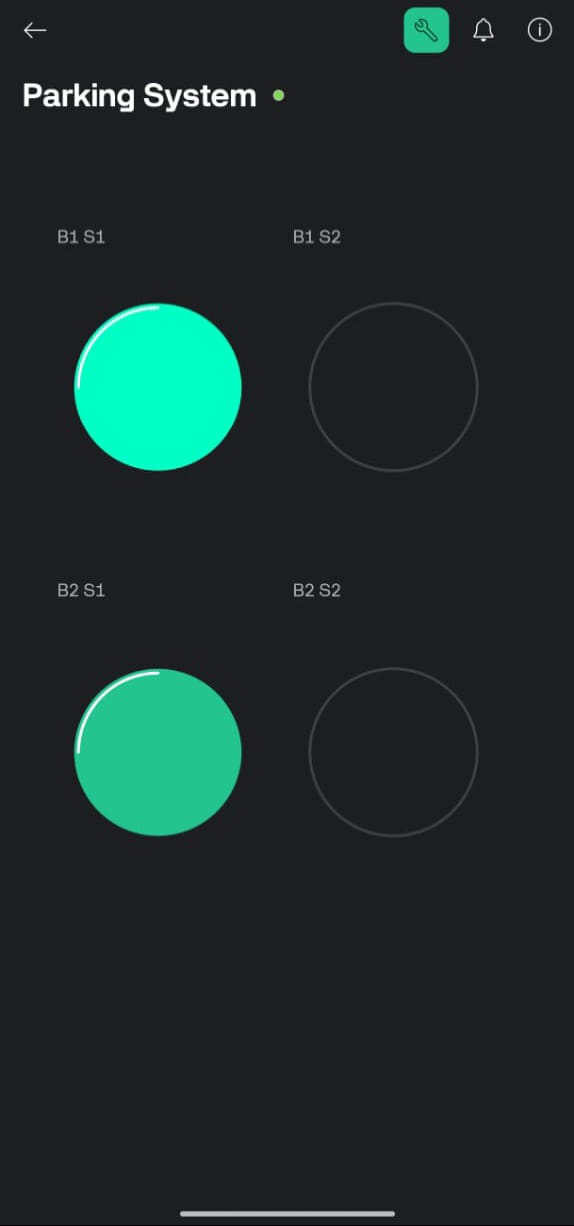 Parking System
B1 S1
B1 S2
B2 S1
B2 S2